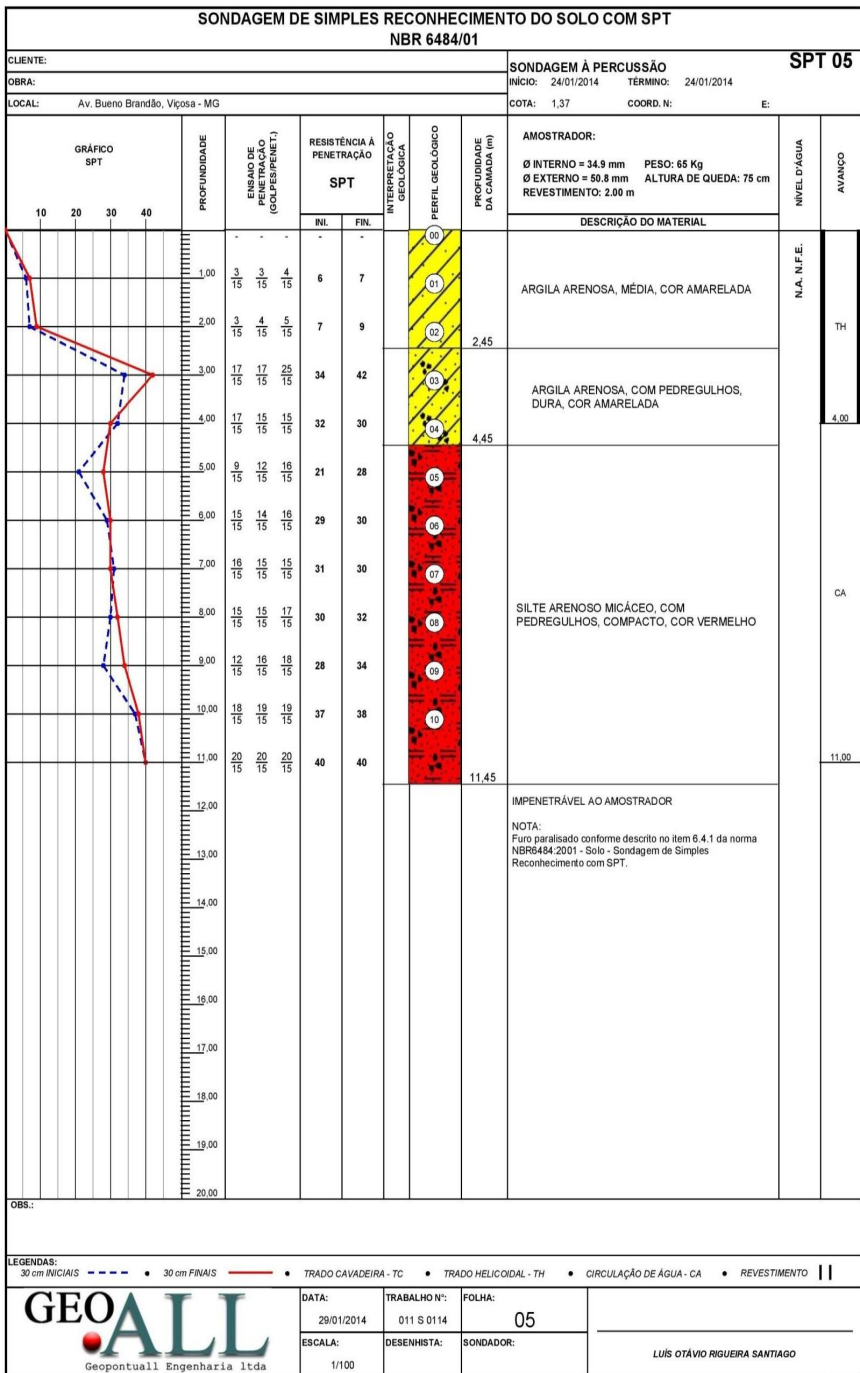 SONDAGEM DE SIMPLES RECONHECIMENTO DO SOLO COM SPT
NBR 6484/01
CLIENTE:
OBRA:
LOCAL: Av. Bueno Brandão, Viçosa - MG
SONDAGEM À PERCUSSÃO
SPT 05
INÍCIO: 24/01/2014 TÉRMINO: 24/01/2014
COTA: 1,37 COORD. N: E:
GRÁFICO
SPT
10 20 30 40
PROFUNDIDADE
ENSAIO DE
PENETRAÇÃO
(GOLPES/PENET.)
RESISTÊNCIA À
PENETRAÇÃO
SPT
INI. FIN.
INTERPRETAÇÃO
GEOLÓGICA
PERFIL GEOLÓGICO
PROFUDIDADE
DA CAMADA (m)
AMOSTRADOR:
Ø INTERNO = 34.9 mm PESO: 65 Kg
Ø EXTERNO = 50.8 mm ALTURA DE QUEDA: 75 cm
REVESTIMENTO: 2.00 m
DESCRIÇÃO DO MATERIAL
NÍVEL D'ÁGUA
AVANÇO
- - - - - 00
1,00 3/15 3/15 4/15 6 7 01
2,00 3/15 4/15 5/15 7 9 02
2,45
3,00 17/15 17/15 25/15 34 42 03
4,00 17/15 15/15 15/15 32 30 04
4,45
5,00 9/15 12/15 16/15 21 28 05
6,00 15/15 14/15 16/15 29 30 06
7,00 16/15 15/15 15/15 31 30 07
8,00 15/15 15/15 17/15 30 32 08
9,00 12/15 16/15 18/15 28 34 09
10,00 18/15 19/15 19/15 37 38 10
11,00 20/15 20/15 20/15 40 40
11,45
12,00
13,00
14,00
15,00
16,00
17,00
18,00
19,00
20,00
ARGILA ARENOSA, MÉDIA, COR AMARELADA
ARGILA ARENOSA, COM PEDREGULHOS,
DURA, COR AMARELADA
SILTE ARENOSO MICÁCEO, COM
PEDREGULHOS, COMPACTO, COR VERMELHO
IMPENETRÁVEL AO AMOSTRADOR
NOTA:
Furo paralisado conforme descrito no item 6.4.1 da norma
NBR6484:2001 - Solo - Sondagem de Simples
Reconhecimento com SPT.
N.A. N.F.E.
TH
4,00
CA
11,00
OBS.:
LEGENDAS:
30 cm INICIAIS • 30 cm FINAIS • TRADO CAVADEIRA - TC • TRADO HELICOIDAL - TH • CIRCULAÇÃO DE ÁGUA - CA • REVESTIMENTO
GEOALL
Geopontuall Engenharia ltda
DATA: TRABALHO Nº: FOLHA:
29/01/2014 011 S 0114 05
ESCALA: DESENHISTA: SONDADOR:
1/100
LUÍS OTÁVIO RIGUEIRA SANTIAGO